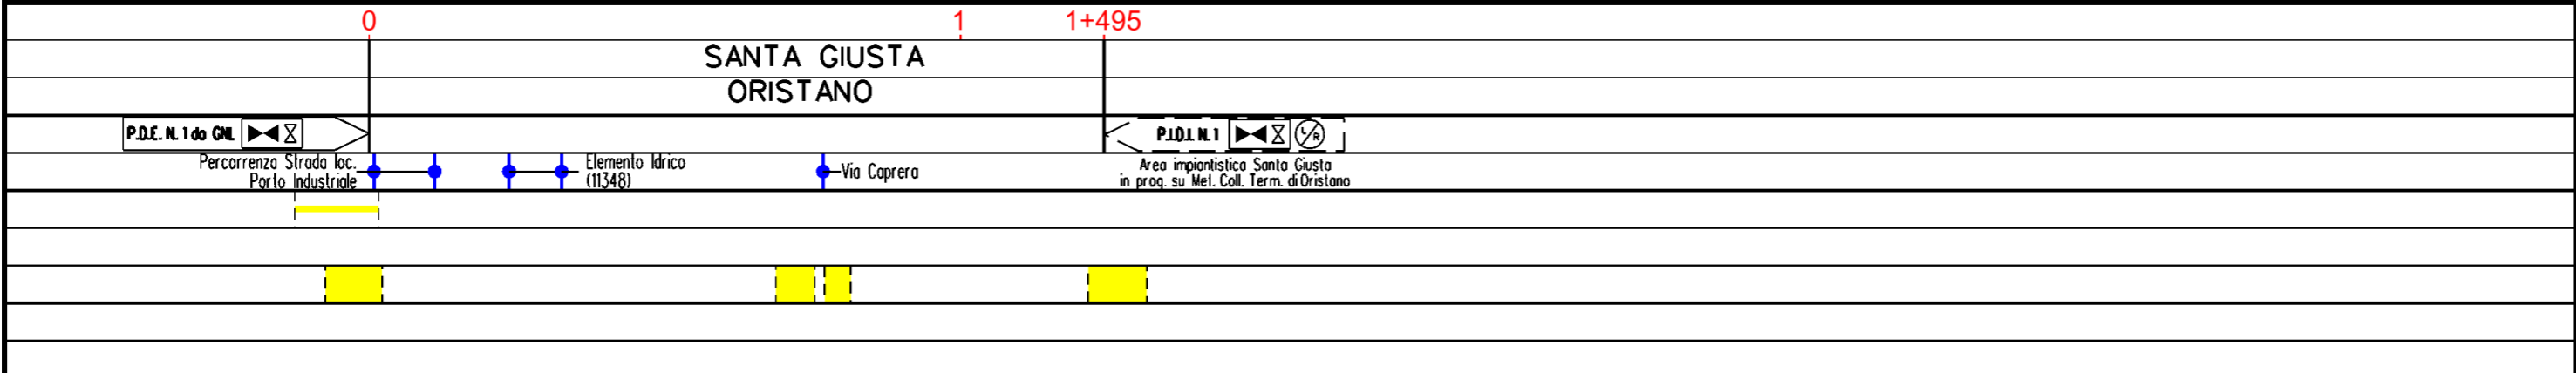 0 1 1+495
SANTA GIUSTA
ORISTANO
P.D.E. N. 1 da GNL
P.I.D.I. N.1 L/R
Percorrenza Strada loc.
Porto Industriale
Elemento Idrico
(11348)
Via Caprera
Area impiantistica Santa Giusta
in prog. su Met. Coll. Term. di Oristano